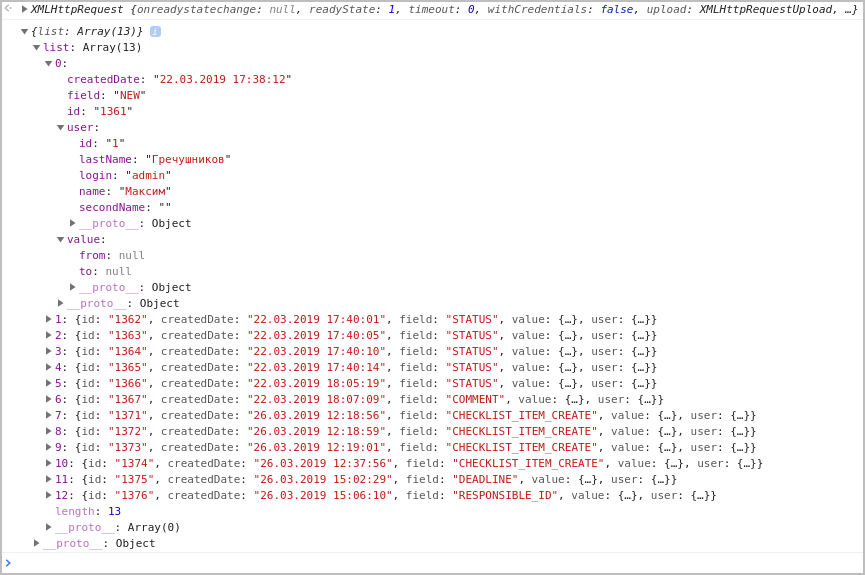 XMLHttpRequest {onreadystatechange: null, readyState: 1, timeout: 0, withCredentials: false, upload: XMLHttpRequestUpload, …}
{list: Array(13)} i
list: Array(13)
0:
createdDate: "22.03.2019 17:38:12"
field: "NEW"
id: "1361"
user:
id: "1"
lastName: "Гречушников"
login: "admin"
name: "Максим"
secondName: ""
__proto__: Object
value:
from: null
to: null
__proto__: Object
__proto__: Object
1: {id: "1362", createdDate: "22.03.2019 17:40:01", field: "STATUS", value: {…}, user: {…}}
2: {id: "1363", createdDate: "22.03.2019 17:40:05", field: "STATUS", value: {…}, user: {…}}
3: {id: "1364", createdDate: "22.03.2019 17:40:10", field: "STATUS", value: {…}, user: {…}}
4: {id: "1365", createdDate: "22.03.2019 17:40:14", field: "STATUS", value: {…}, user: {…}}
5: {id: "1366", createdDate: "22.03.2019 18:05:19", field: "STATUS", value: {…}, user: {…}}
6: {id: "1367", createdDate: "22.03.2019 18:07:09", field: "COMMENT", value: {…}, user: {…}}
7: {id: "1371", createdDate: "26.03.2019 12:18:56", field: "CHECKLIST_ITEM_CREATE", value: {…}, user: {…}}
8: {id: "1372", createdDate: "26.03.2019 12:18:59", field: "CHECKLIST_ITEM_CREATE", value: {…}, user: {…}}
9: {id: "1373", createdDate: "26.03.2019 12:19:01", field: "CHECKLIST_ITEM_CREATE", value: {…}, user: {…}}
10: {id: "1374", createdDate: "26.03.2019 12:37:56", field: "CHECKLIST_ITEM_CREATE", value: {…}, user: {…}}
11: {id: "1375", createdDate: "26.03.2019 15:02:29", field: "DEADLINE", value: {…}, user: {…}}
12: {id: "1376", createdDate: "26.03.2019 15:06:10", field: "RESPONSIBLE_ID", value: {…}, user: {…}}
length: 13
__proto__: Array(0)
__proto__: Object